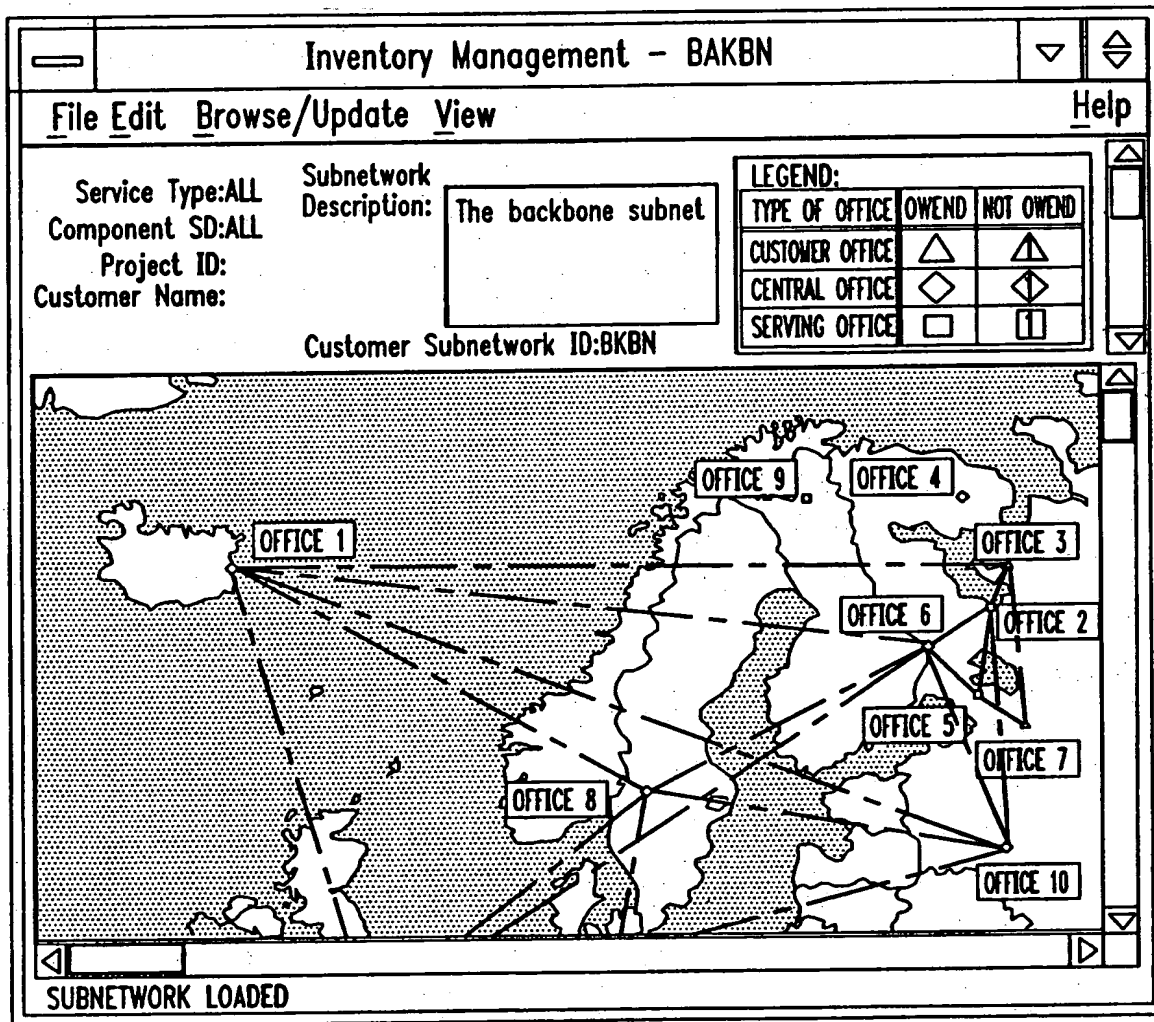 Inventory Management - BAKBN
File Edit Browse/Update View Help
Service Type:ALL
Component SD:ALL
Project ID:
Customer Name:
Subnetwork
Description:
The backbone subnet
Customer Subnetwork ID:BKBN
LEGEND:
TYPE OF OFFICE OWEND NOT OWEND
CUSTOMER OFFICE
CENTRAL OFFICE
SERVING OFFICE
OFFICE 9
OFFICE 4
OFFICE 1
OFFICE 3
OFFICE 6
OFFICE 2
OFFICE 5
OFFICE 7
OFFICE 8
OFFICE 10
SUBNETWORK LOADED